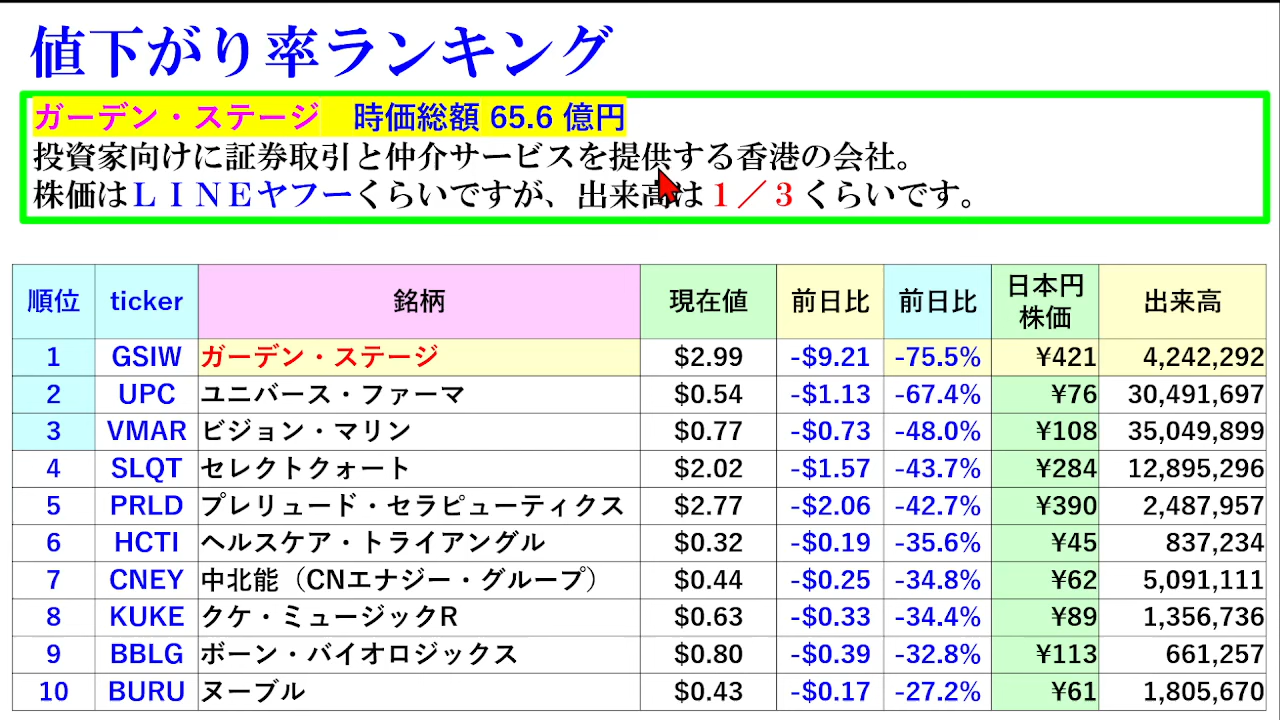 値下がり率ランキング
ガーデン・ステージ　時価総額 65.6 億円
投資家向けに証券取引と仲介サービスを提供する香港の会社。
株価はＬＩＮＥヤフーくらいですが、出来高は１／３くらいです。
順位 ticker 銘柄 現在値 前日比 前日比 日本円株価 出来高
1 GSIW ガーデン・ステージ $2.99 -$9.21 -75.5% ¥421 4,242,292
2 UPC ユニバース・ファーマ $0.54 -$1.13 -67.4% ¥76 30,491,697
3 VMAR ビジョン・マリン $0.77 -$0.73 -48.0% ¥108 35,049,899
4 SLQT セレクトクォート $2.02 -$1.57 -43.7% ¥284 12,895,296
5 PRLD プレリュード・セラピューティクス $2.77 -$2.06 -42.7% ¥390 2,487,957
6 HCTI ヘルスケア・トライアングル $0.32 -$0.19 -35.6% ¥45 837,234
7 CNEY 中北能（CNエナジー・グループ） $0.44 -$0.25 -34.8% ¥62 5,091,111
8 KUKE クケ・ミュージックR $0.63 -$0.33 -34.4% ¥89 1,356,736
9 BBLG ボーン・バイオロジックス $0.80 -$0.39 -32.8% ¥113 661,257
10 BURU ヌーブル $0.43 -$0.17 -27.2% ¥61 1,805,670